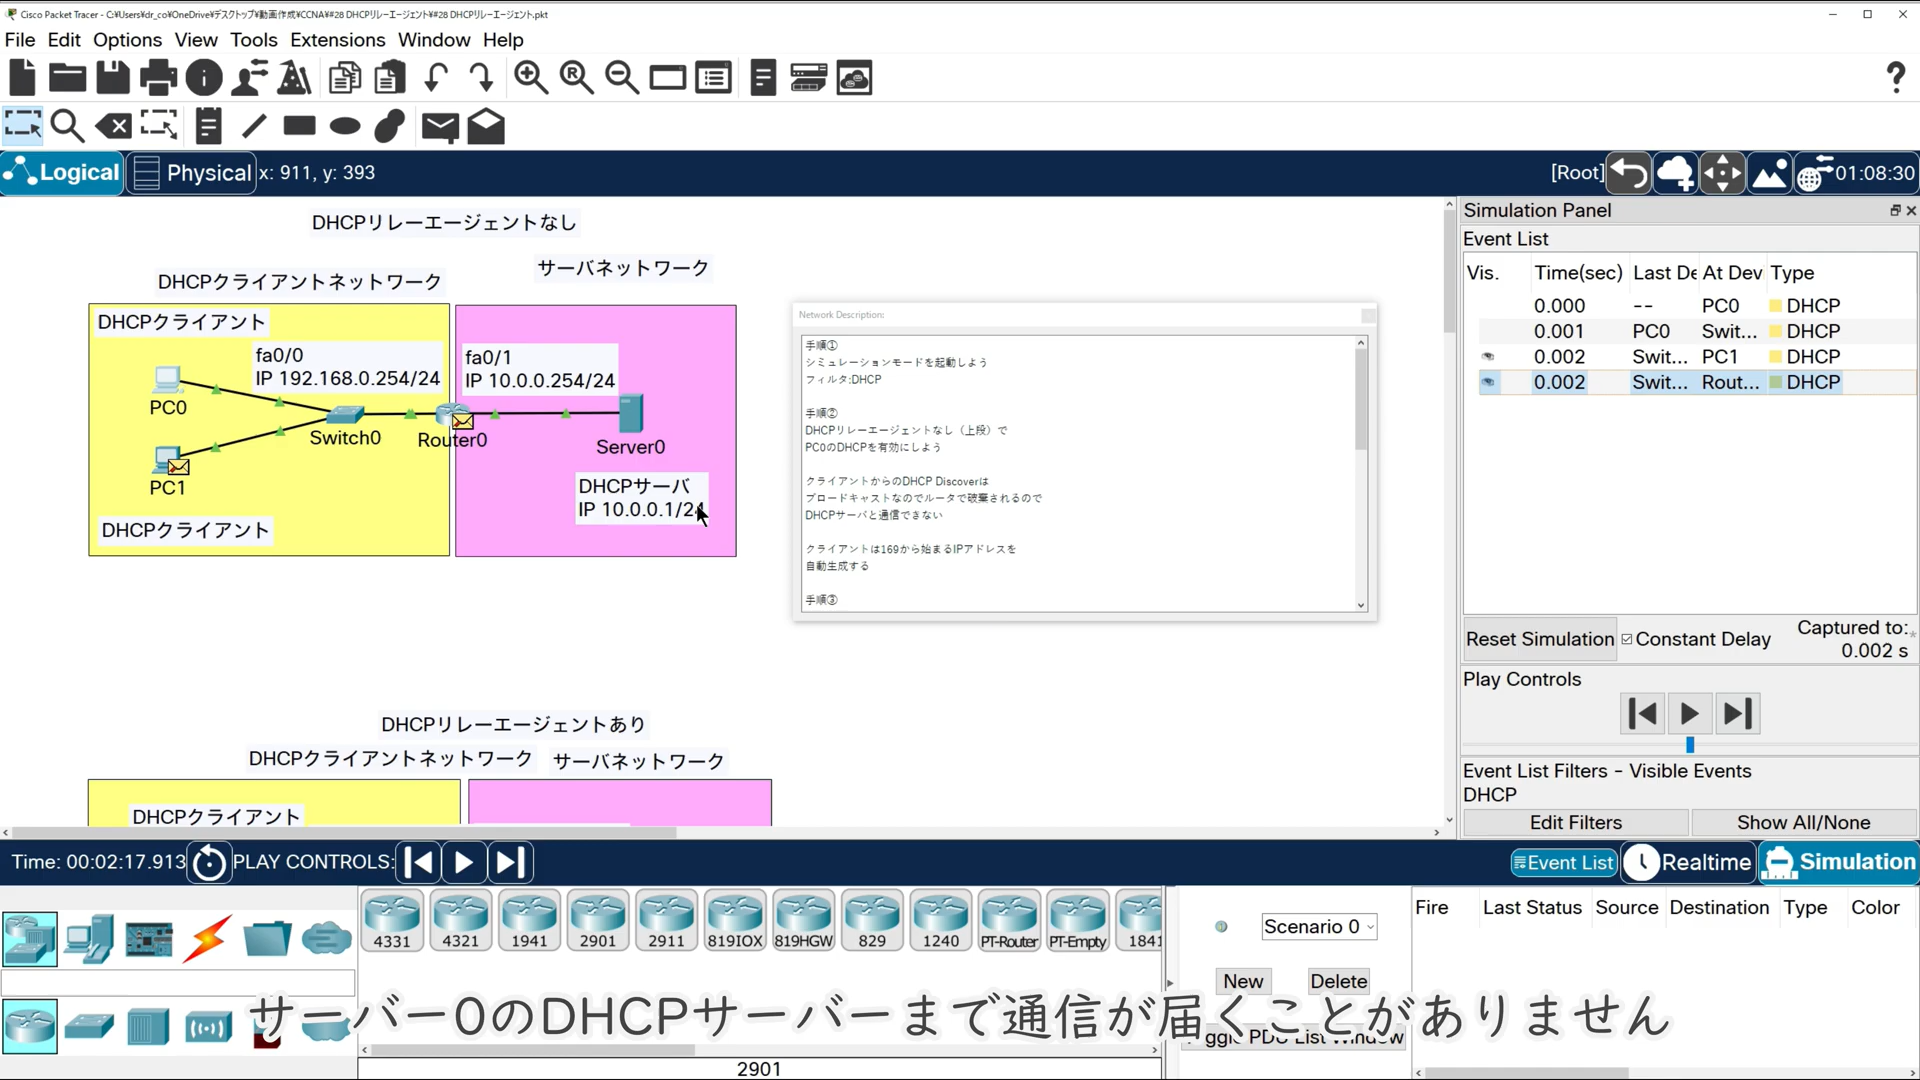 Cisco Packet Tracer - C:¥Users¥dr_co¥OneDrive¥デスクトップ¥動画作成¥CCNA¥#28 DHCPリレーエージェント¥#28 DHCPリレーエージェント.pkt
File Edit Options View Tools Extensions Window Help
Logical Physical x: 911, y: 393 [Root] 01:08:30
DHCPリレーエージェントなし
DHCPクライアントネットワーク サーバネットワーク
DHCPクライアント
fa0/0
IP 192.168.0.254/24
fa0/1
IP 10.0.0.254/24
PC0
Switch0
Router0
Server0
PC1
DHCPサーバ
IP 10.0.0.1/24
DHCPクライアント
Network Description:
手順①
シミュレーションモードを起動しよう
フィルタ:DHCP
手順②
DHCPリレーエージェントなし（上段）で
PC0のDHCPを有効にしよう
クライアントからのDHCP Discoverは
ブロードキャストなのでルータで破棄されるので
DHCPサーバと通信できない
クライアントは169から始まるIPアドレスを
自動生成する
手順③
DHCPリレーエージェントあり
DHCPクライアントネットワーク サーバネットワーク
DHCPクライアント
Simulation Panel
Event List
Vis. Time(sec) Last De At Dev Type
0.000 -- PC0 DHCP
0.001 PC0 Swit... DHCP
0.002 Swit... PC1 DHCP
0.002 Swit... Rout... DHCP
Reset Simulation Constant Delay Captured to:
0.002 s
Play Controls
Event List Filters - Visible Events
DHCP
Edit Filters Show All/None
Time: 00:02:17.913 PLAY CONTROLS: Event List Realtime Simulation
4331 4321 1941 2901 2911 819IOX 819HGW 829 1240 PT-Router PT-Empty 1841
Scenario 0
New Delete
Toggle PDU List Window
Fire Last Status Source Destination Type Color
サーバー0のDHCPサーバーまで通信が届くことがありません
2901